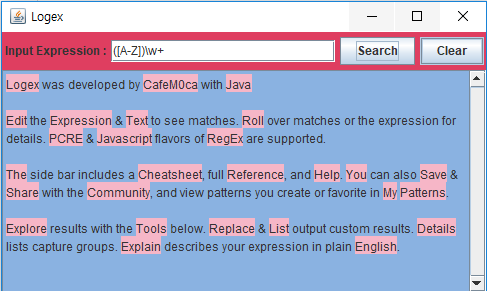 Logex
Input Expression : ([A-Z])\w+ Search Clear
Logex was developed by CafeM0ca with Java
Edit the Expression & Text to see matches. Roll over matches or the expression for
details. PCRE & Javascript flavors of RegEx are supported.
The side bar includes a Cheatsheet, full Reference, and Help. You can also Save &
Share with the Community, and view patterns you create or favorite in My Patterns.
Explore results with the Tools below. Replace & List output custom results. Details
lists capture groups. Explain describes your expression in plain English.